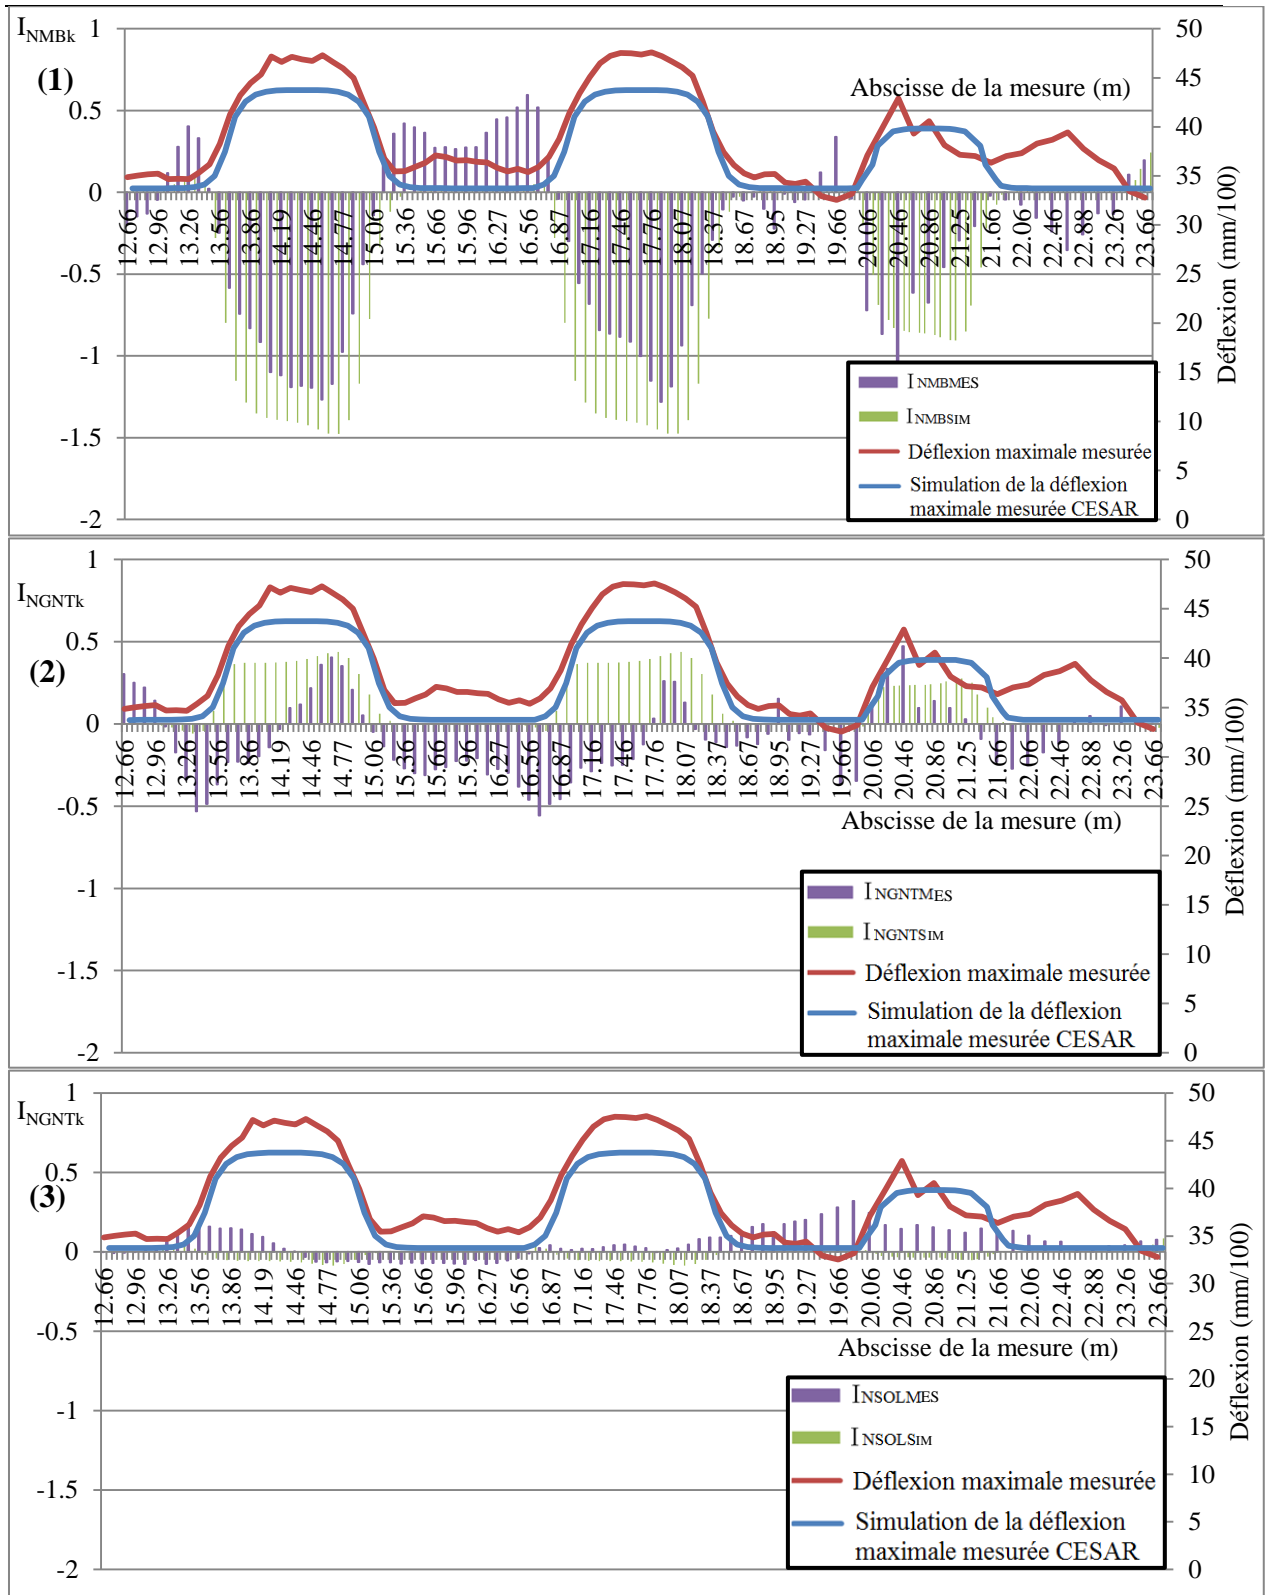 I NMBk
(1)
1
0.5
0
-0.5
-1
-1.5
-2
50
45
40
35
30
25
20
15
10
5
0
Abscisse de la mesure (m)
Déflexion (mm/100)
12.66 12.96 13.26 13.56 13.86 14.19 14.46 14.77 15.06 15.36 15.66 15.96 16.27 16.56 16.87 17.16 17.46 17.76 18.07 18.37 18.67 18.95 19.27 19.66 20.06 20.46 20.86 21.25 21.66 22.06 22.46 22.88 23.26 23.66
I NMBMES
I NMBSIM
Déflexion maximale mesurée
Simulation de la déflexion
maximale mesurée CESAR
I NGNTk
(2)
1
0.5
0
-0.5
-1
-1.5
-2
50
45
40
35
30
25
20
15
10
5
0
12.66 12.96 13.26 13.56 13.86 14.19 14.46 14.77 15.06 15.36 15.66 15.96 16.27 16.56 16.87 17.16 17.46 17.76 18.07 18.37 18.67 18.95 19.27 19.66 20.06 20.46 20.86 21.25 21.66 22.06 22.46 22.88 23.26 23.66
Abscisse de la mesure (m)
Déflexion (mm/100)
I NGNTMES
I NGNTSIM
Déflexion maximale mesurée
Simulation de la déflexion
maximale mesurée CESAR
I NGNTk
(3)
1
0.5
0
-0.5
-1
-1.5
-2
50
45
40
35
30
25
20
15
10
5
0
12.66 12.96 13.26 13.56 13.86 14.19 14.46 14.77 15.06 15.36 15.66 15.96 16.27 16.56 16.87 17.16 17.46 17.76 18.07 18.37 18.67 18.95 19.27 19.66 20.06 20.46 20.86 21.25 21.66 22.06 22.46 22.88 23.26 23.66
Abscisse de la mesure (m)
Déflexion (mm/100)
I NSOLMES
I NSOLSIM
Déflexion maximale mesurée
Simulation de la déflexion
maximale mesurée CESAR